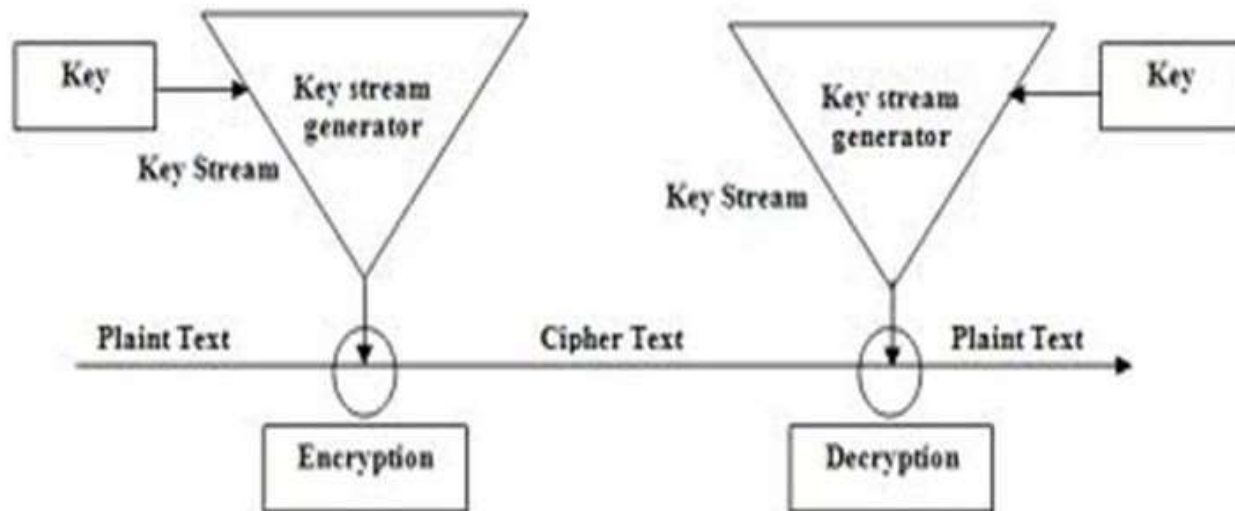 Key
Key stream
generator
Key Stream
Key stream
generator
Key
Key Stream
Plaint Text
Cipher Text
Plaint Text
Encryption
Decryption